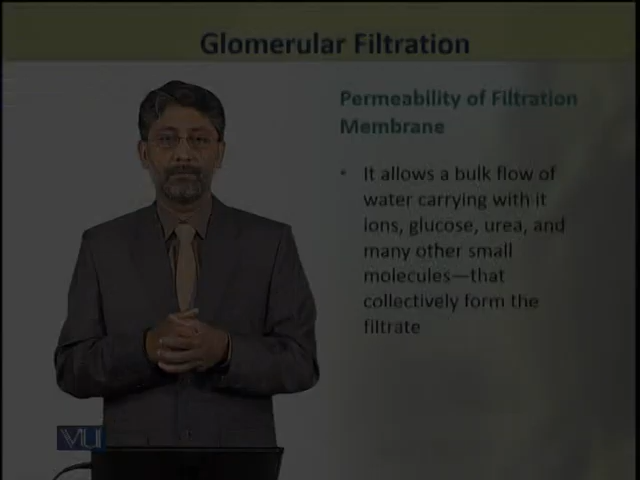 Glomerular Filtration
Permeability of Filtration
Membrane
• It allows a bulk flow of
water carrying with it
ions, glucose, urea, and
many other small
molecules—that
collectively form the
filtrate
VU